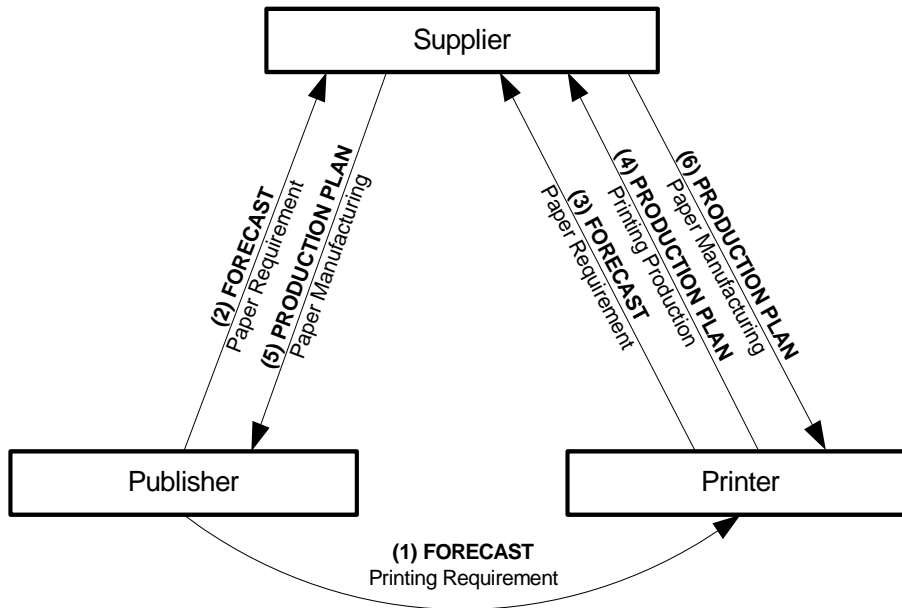 Supplier
(2) FORECAST
Paper Requirement
(5) PRODUCTION PLAN
Paper Manufacturing
(3) FORECAST
Paper Requirement
(4) PRODUCTION PLAN
Printing Production
(6) PRODUCTION PLAN
Paper Manufacturing
Publisher
Printer
(1) FORECAST
Printing Requirement